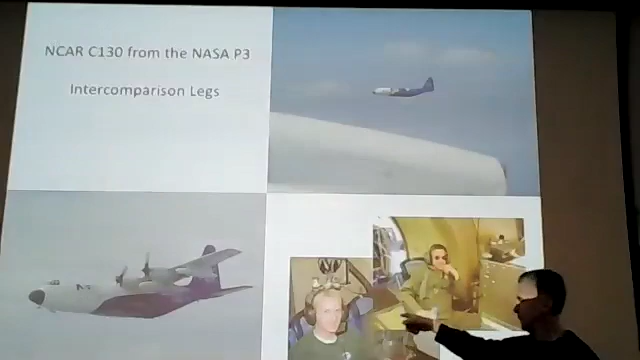 NCAR C130 from the NASA P3
Intercomparison Legs